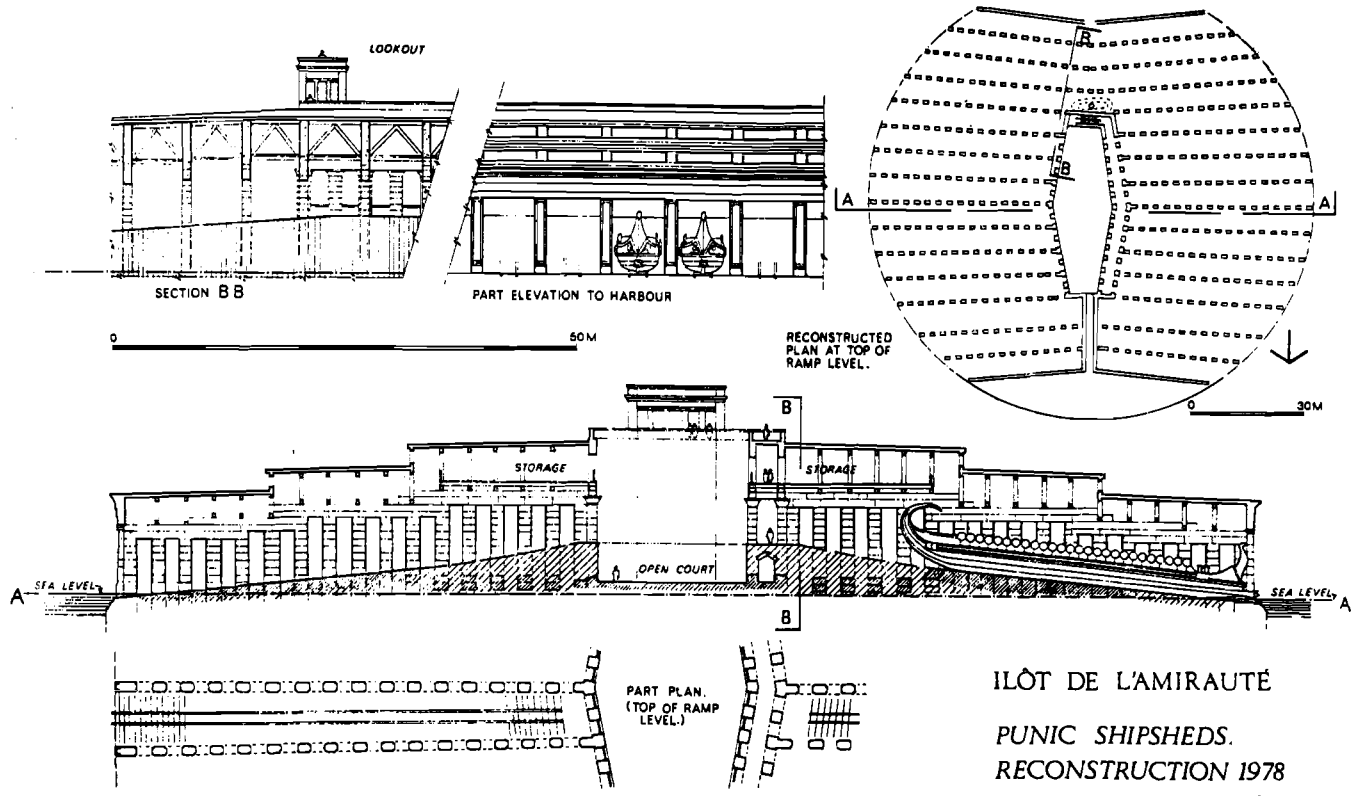 LOOKOUT
SECTION BB
PART ELEVATION TO HARBOUR
0 50M
B
B
A A
RECONSTRUCTED
PLAN AT TOP OF
RAMP LEVEL.
0 30M
B
STORAGE STORAGE
OPEN COURT
A SEA LEVEL SEA LEVEL A
B
PART PLAN.
(TOP OF RAMP
LEVEL.)
ILÔT DE L'AMIRAUTÉ
PUNIC SHIPSHEDS.
RECONSTRUCTION 1978